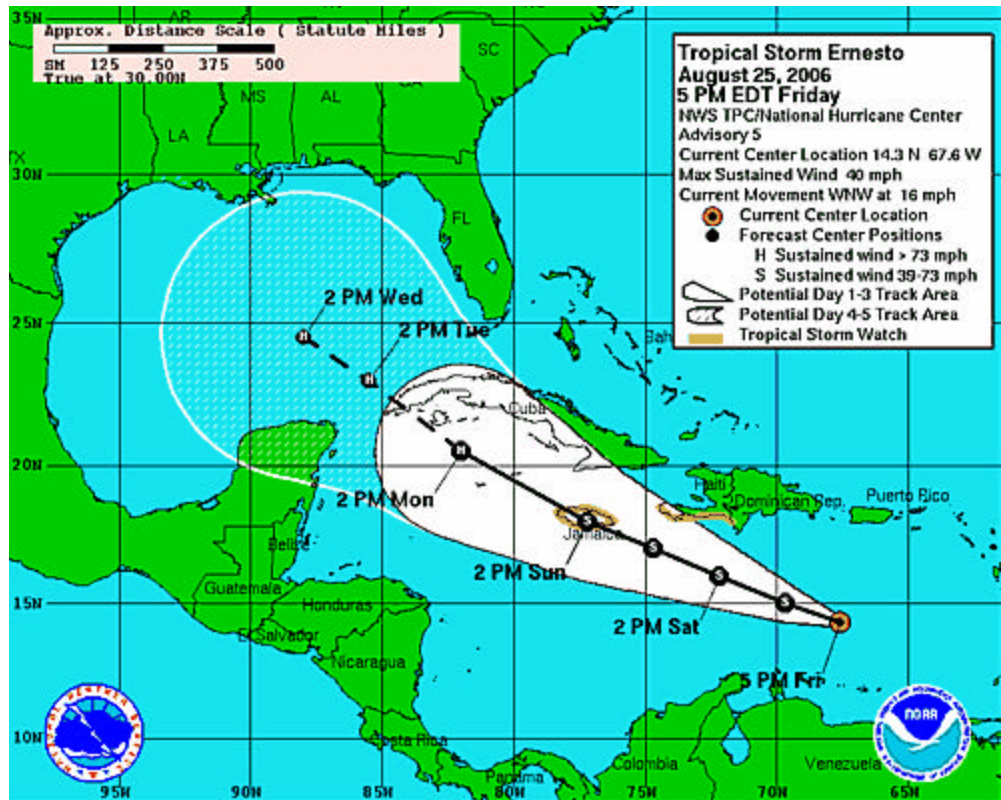 35N
AR
SC
Approx. Distance Scale ( Statute Miles )
SM 125 250 375 500
True at 30.00N
MS
AL
LA
TX
30N
FL
25N
20N
15N
10N
95W
90W
85W
80W
75W
70W
65W
Tropical Storm Ernesto
August 25, 2006
5 PM EDT Friday
NWS TPC/National Hurricane Center
Advisory 5
Current Center Location 14.3 N 67.6 W
Max Sustained Wind 40 mph
Current Movement WNW at 16 mph
Current Center Location
Forecast Center Positions
H Sustained wind > 73 mph
S Sustained wind 39-73 mph
Potential Day 1-3 Track Area
Potential Day 4-5 Track Area
Tropical Storm Watch
Bah
2 PM Wed
H
2 PM Tue
H
Cuba
H
2 PM Mon
Haiti
Dominican Rep.
Puerto Rico
S
Jamaica
2 PM Sun
S
S
2 PM Sat
S
5 PM Fri
Belize
Guatemala
Honduras
El Salvador
Nicaragua
Costa Rica
Panama
Colombia
Venezuela
NOAA